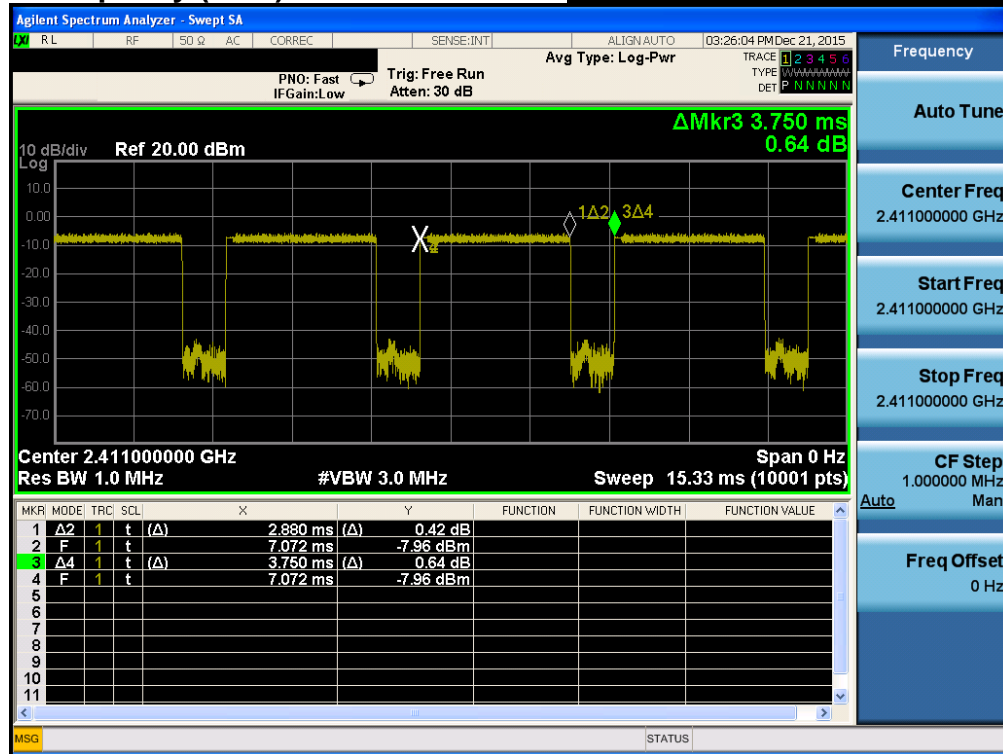 Agilent Spectrum Analyzer - Swept SA
LXI RL RF 50 Ω AC CORREC SENSE:INT ALIGN AUTO 03:26:04 PM Dec 21, 2015
PNO: Fast
IFGain:Low
Trig: Free Run
Atten: 30 dB
Avg Type: Log-Pwr
TRACE 1 2 3 4 5 6
TYPE
DET P N N N N N
ΔMkr3 3.750 ms
0.64 dB
10 dB/div Ref 20.00 dBm
Log
10.0
0.00
-10.0
-20.0
-30.0
-40.0
-50.0
-60.0
-70.0
1Δ2 3Δ4
X
Center 2.411000000 GHz Span 0 Hz
Res BW 1.0 MHz #VBW 3.0 MHz Sweep 15.33 ms (10001 pts)
MKR MODE TRC SCL X Y FUNCTION FUNCTION WIDTH FUNCTION VALUE
1 Δ2 1 t (Δ) 2.880 ms (Δ) 0.42 dB
2 F 1 t 7.072 ms -7.96 dBm
3 Δ4 1 t (Δ) 3.750 ms (Δ) 0.64 dB
4 F 1 t 7.072 ms -7.96 dBm
5
6
7
8
9
10
11
MSG STATUS
Frequency
Auto Tune
Center Freq
2.411000000 GHz
Start Freq
2.411000000 GHz
Stop Freq
2.411000000 GHz
CF Step
1.000000 MHz
Auto Man
Freq Offset
0 Hz